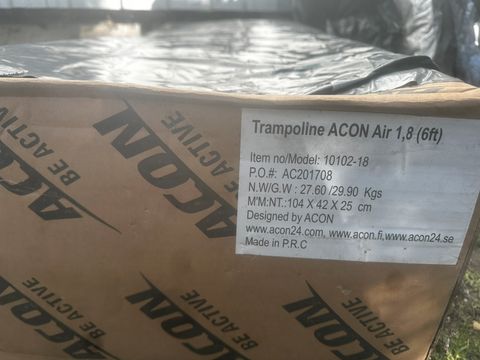 Trampoline ACON Air 1,8 (6ft)
Item no/Model: 10102-18
P.O.#: AC201708
N.W/G.W : 27.60 /29.90 Kgs
M'M:NT.:104 X 42 X 25 cm
Designed by ACON
www.acon24.com, www.acon.fi,www.acon24.se
Made in P.R.C
ACON
BE ACTIVE
ACON
BE ACTIVE
ACON
ACON
BE ACTIVE
ACON
BE ACTIVE
ACON